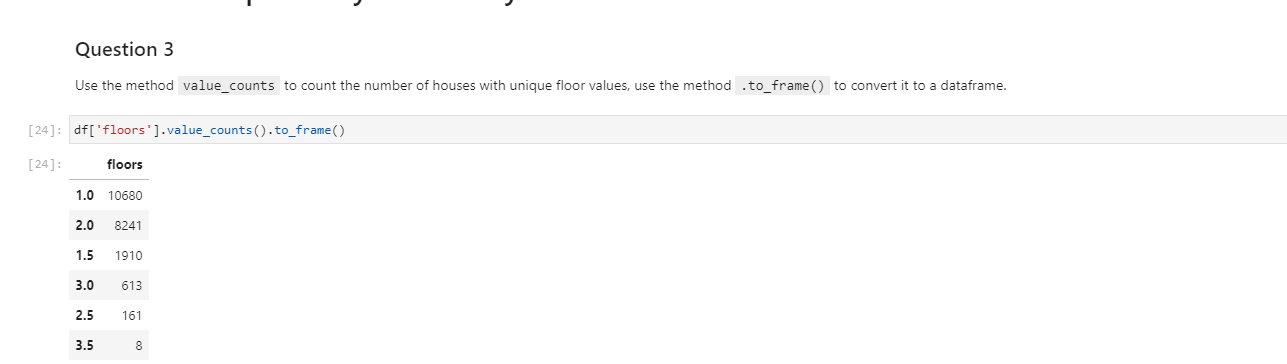 Question 3
Use the method value_counts to count the number of houses with unique floor values, use the method .to_frame() to convert it to a dataframe.
[24]: df['floors'].value_counts().to_frame()
[24]: floors
1.0 10680
2.0 8241
1.5 1910
3.0 613
2.5 161
3.5 8